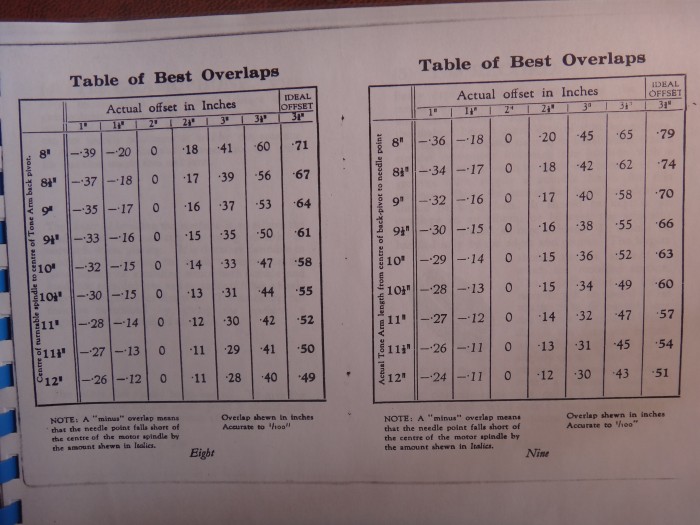 Table of Best Overlaps
Actual offset in Inches IDEAL OFFSET
1" 1½" 2" 2½" 3" 3½" 3¾"
Centre of turntable spindle to centre of Tone Arm back pivot.
8" —·39 —·20 0 ·18 ·41 ·60 ·71
8½" —·37 —·18 0 ·17 ·39 ·56 ·67
9" —·35 —·17 0 ·16 ·37 ·53 ·64
9½" —·33 —·16 0 ·15 ·35 ·50 ·61
10" —·32 —·15 0 ·14 ·33 ·47 ·58
10½" —·30 —·15 0 ·13 ·31 ·44 ·55
11" —·28 —·14 0 ·12 ·30 ·42 ·52
11½" —·27 —·13 0 ·11 ·29 ·41 ·50
12" —·26 —·12 0 ·11 ·28 ·40 ·49
NOTE: A "minus" overlap means
that the needle point falls short of
the centre of the motor spindle by
the amount shewn in Italics.
Overlap shewn in inches
Accurate to 1/100"
Eight
Table of Best Overlaps
Actual offset in Inches IDEAL OFFSET
1" 1½" 2" 2½" 3" 3½" 3¾"
Actual Tone Arm length from centre of back-pivot to needle point
8" —·36 —·18 0 ·20 ·45 ·65 ·79
8½" —·34 —·17 0 ·18 ·42 ·62 ·74
9" —·32 —·16 0 ·17 ·40 ·58 ·70
9½" —·30 —·15 0 ·16 ·38 ·55 ·66
10" —·29 —·14 0 ·15 ·36 ·52 ·63
10½" —·28 —·13 0 ·15 ·34 ·49 ·60
11" —·27 —·12 0 ·14 ·32 ·47 ·57
11½" —·26 —·11 0 ·13 ·31 ·45 ·54
12" —·24 —·11 0 ·12 ·30 ·43 ·51
NOTE: A "minus" overlap means
that the needle point falls short of
the centre of the motor spindle by
the amount shewn in Italics.
Overlap shewn in inches
Accurate to 1/100"
Nine